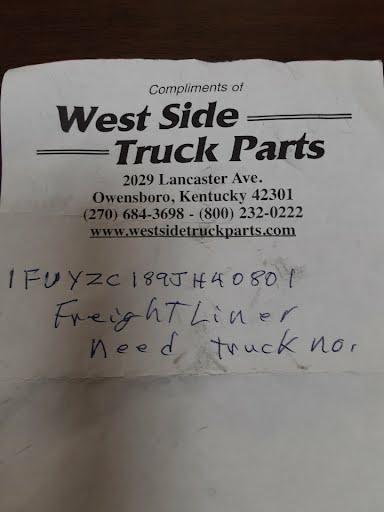 Compliments of
West Side
Truck Parts
2029 Lancaster Ave.
Owensboro, Kentucky 42301
(270) 684-3698 - (800) 232-0222
www.westsidetruckparts.com
1FUYZC189JH40801
FreightLiner
need truck no.